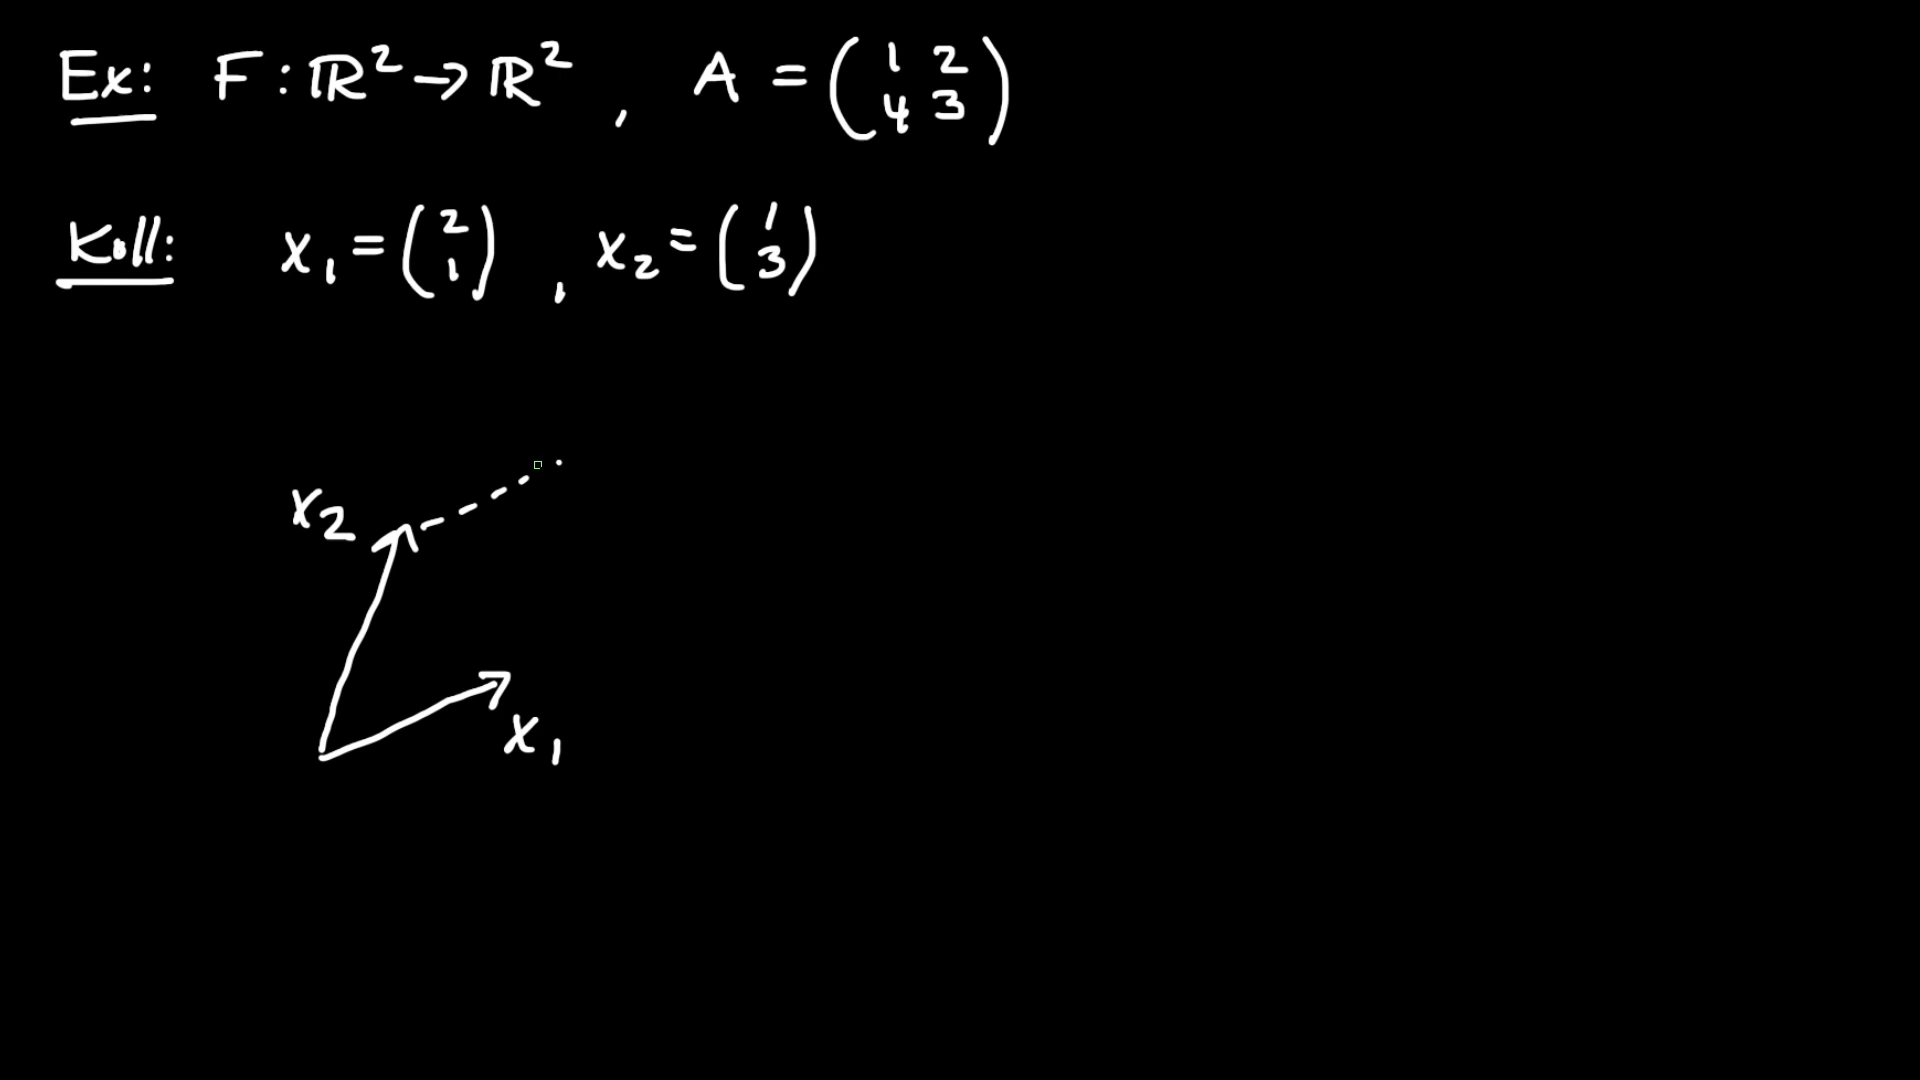 Ex: F : ℝ² → ℝ² , A = (1 2
4 3)
Koll: x₁ = (2
1) , x₂ = (1
3)
x₂
x₁